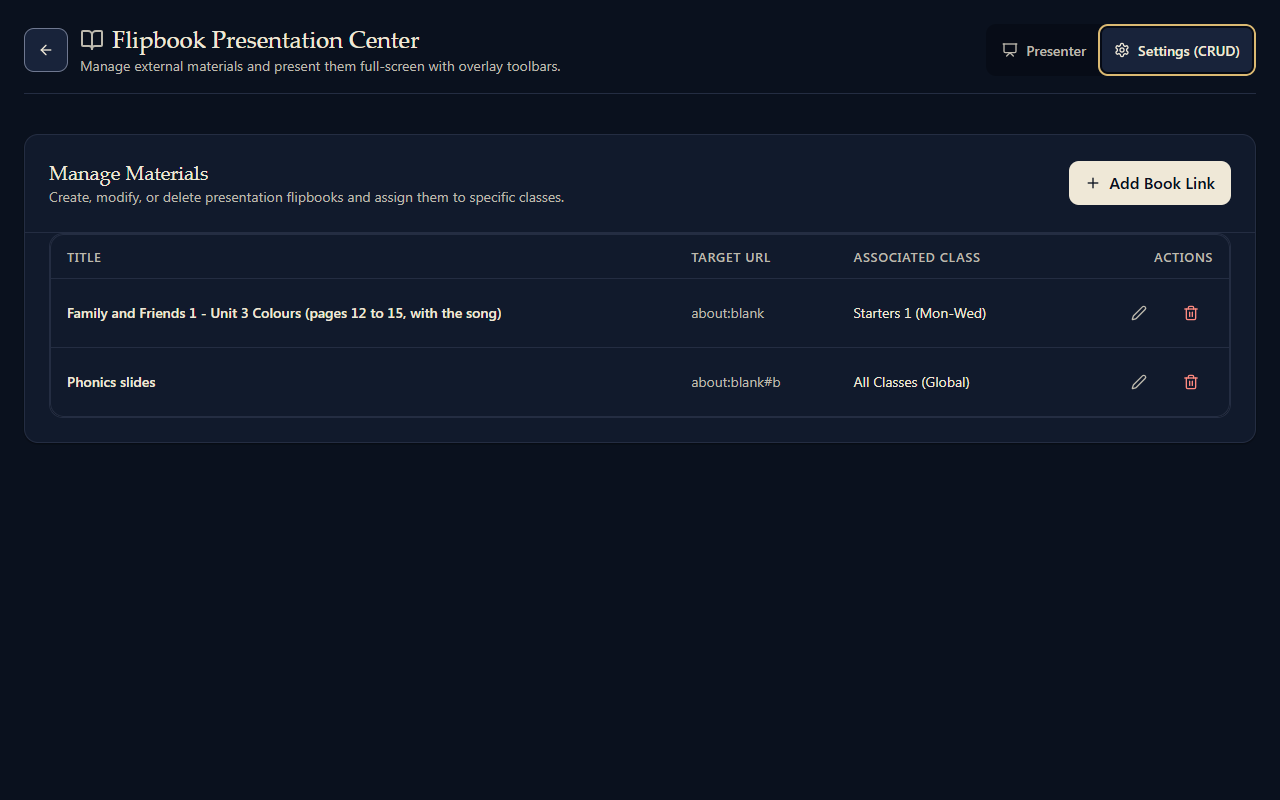 Flipbook Presentation Center
Manage external materials and present them full-screen with overlay toolbars.
Presenter
Settings (CRUD)
Manage Materials
Create, modify, or delete presentation flipbooks and assign them to specific classes.
Add Book Link
TITLE TARGET URL ASSOCIATED CLASS ACTIONS
Family and Friends 1 - Unit 3 Colours (pages 12 to 15, with the song) about:blank Starters 1 (Mon-Wed)
Phonics slides about:blank#b All Classes (Global)